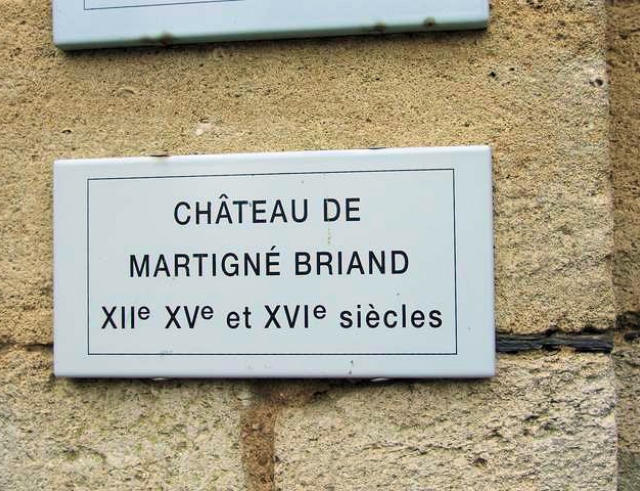 CHÂTEAU DE
MARTIGNÉ BRIAND
XIIe XVe et XVIe siècles